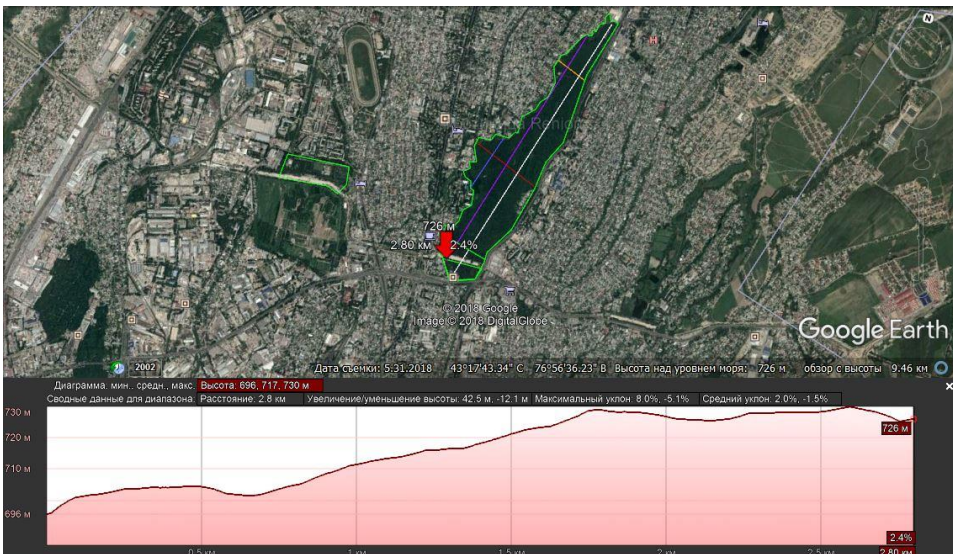 N
H
726 м
2.80 км 2.4%
© 2018 Google
Image © 2018 DigitalGlobe
Google Earth
2002
Дата съемки: 5.31.2018 43°17'43.34" С 76°56'36.23" В Высота над уровнем моря: 726 м обзор с высоты 9.46 км
Диаграмма: мин., средн., макс. Высота: 696, 717, 730 м
Сводные данные для диапазона: Расстояние: 2.8 км Увеличение/уменьшение высоты: 42.5 м, -12.1 м Максимальный уклон: 8.0%, -5.1% Средний уклон: 2.0%, -1.5%
730 м
726 м
720 м
710 м
696 м
2.4%
0.5 км 1 км 1.5 км 2 км 2.5 км 2.80 км